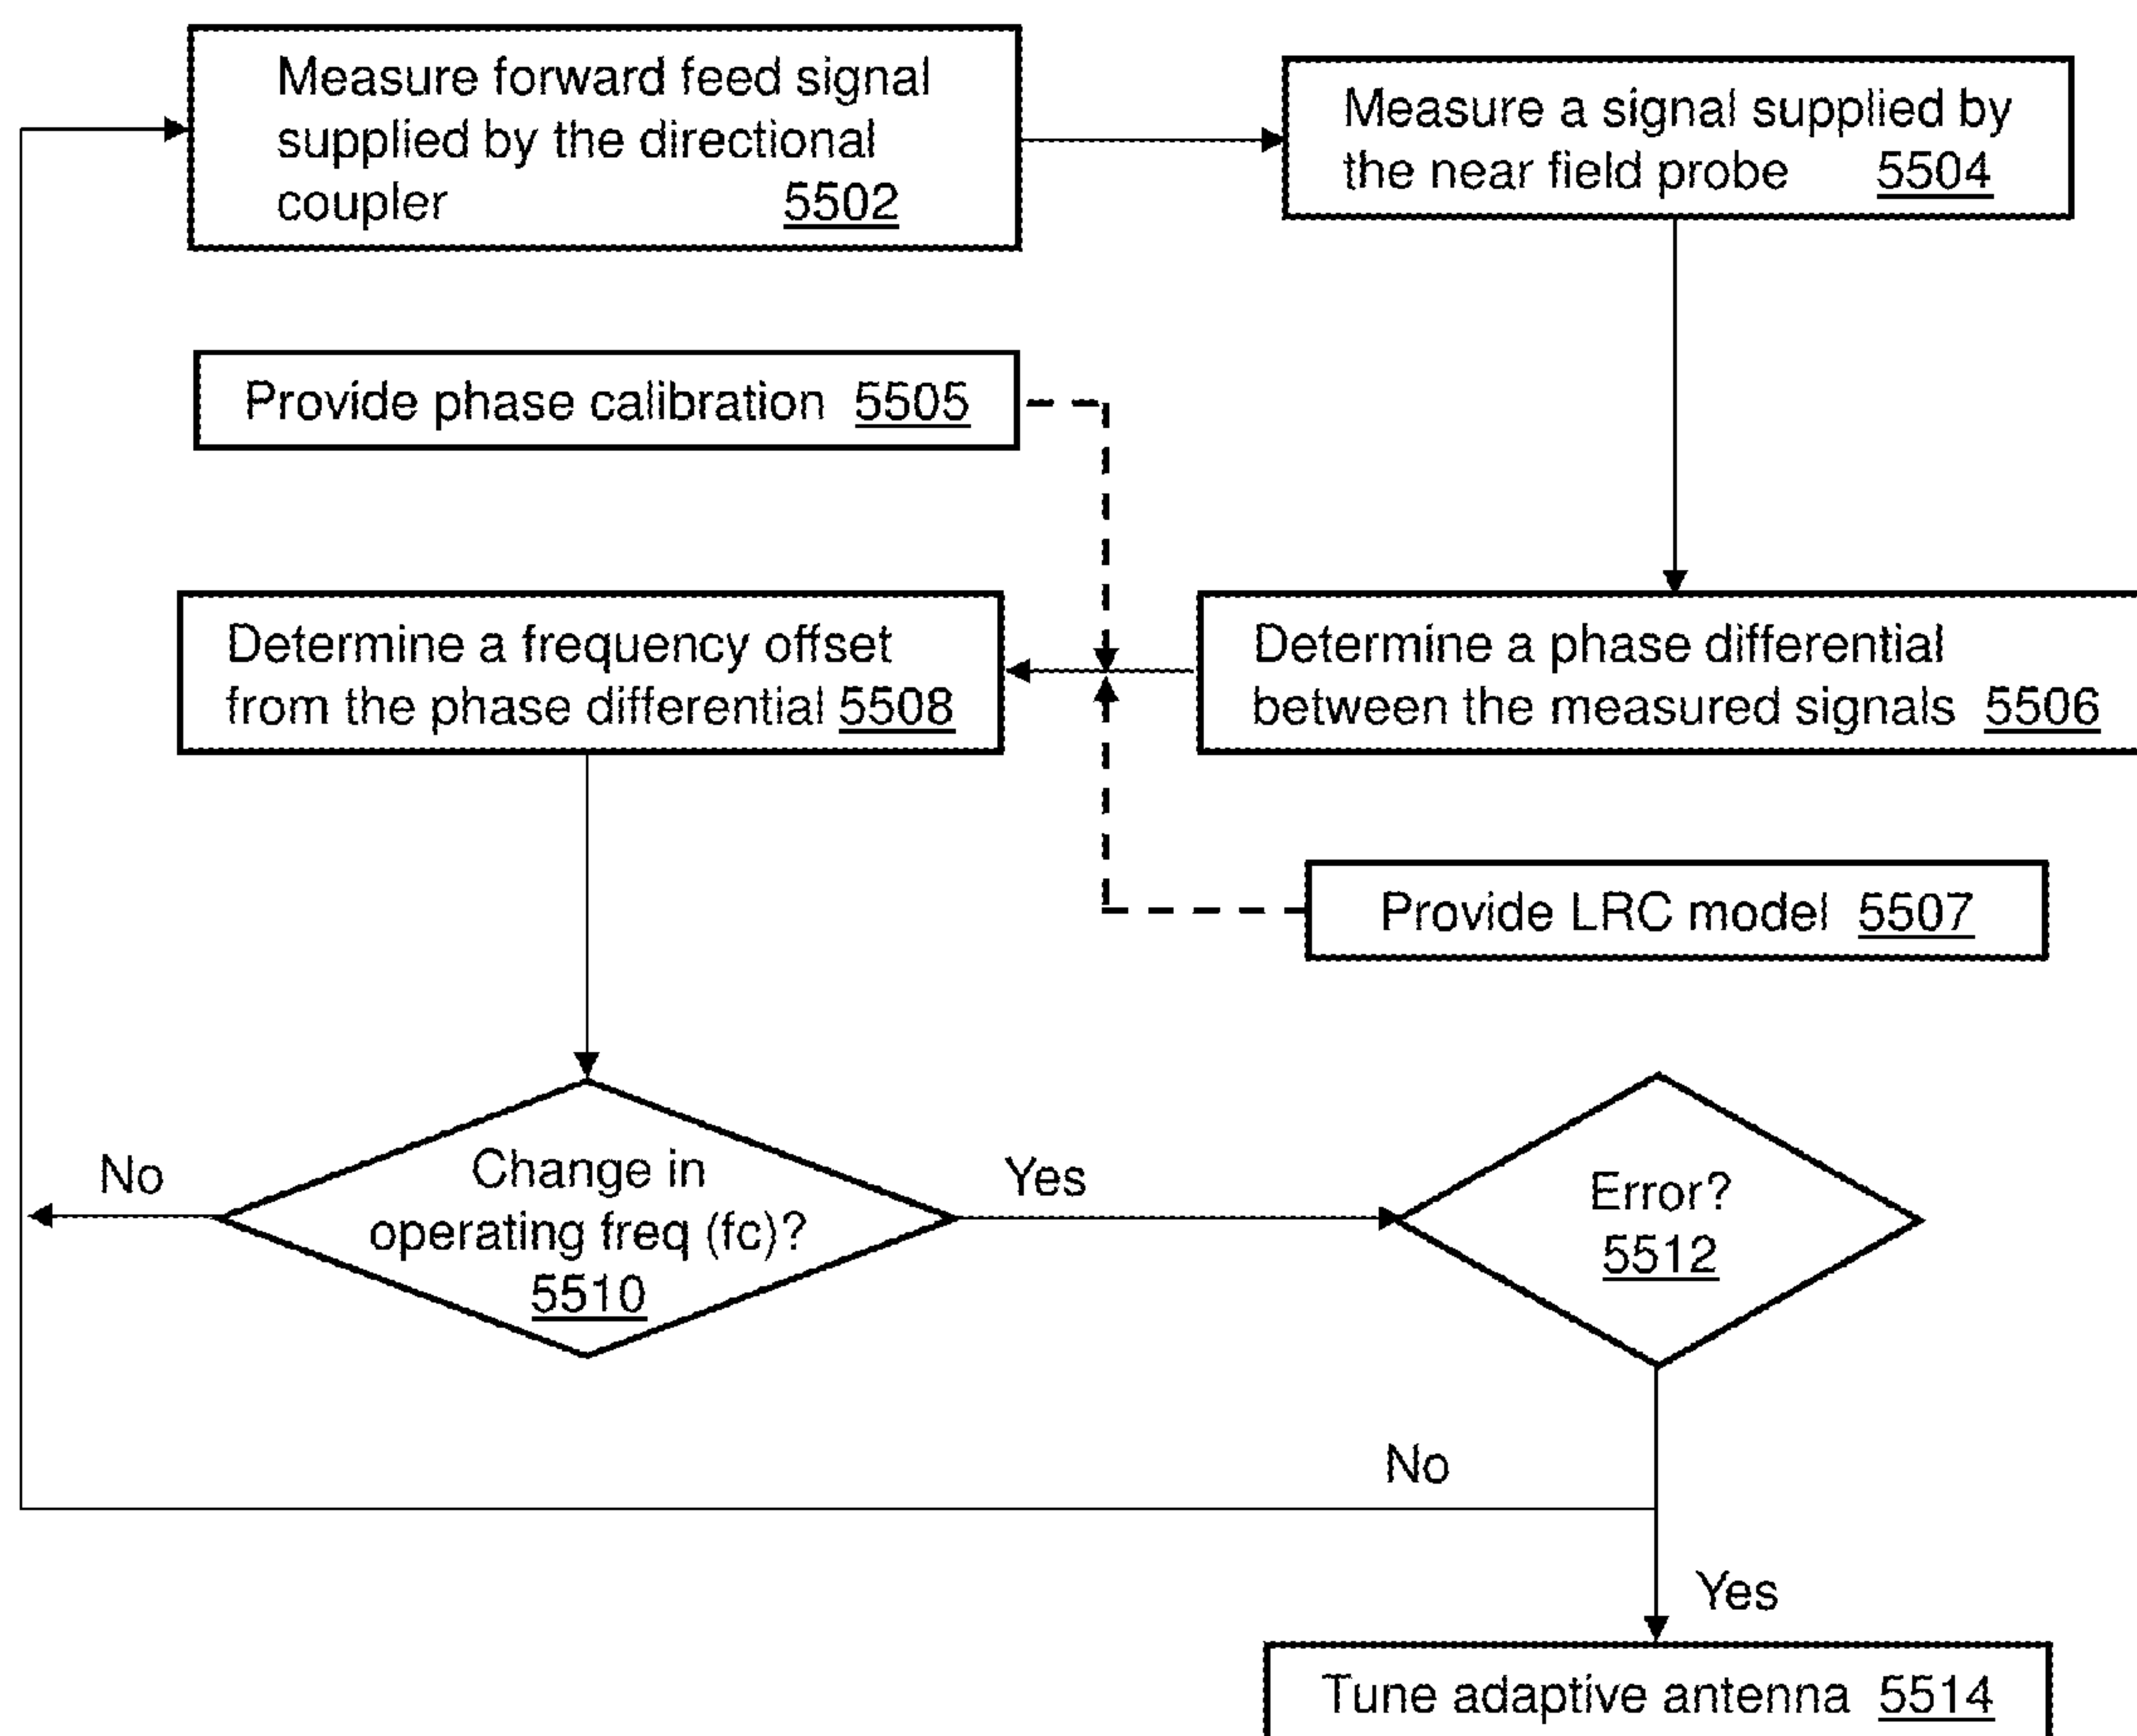 Measure forward feed signal
supplied by the directional
coupler 5502
Measure a signal supplied by
the near field probe 5504
Provide phase calibration 5505
Determine a frequency offset
from the phase differential 5508
Determine a phase differential
between the measured signals 5506
Provide LRC model 5507
No
Change in
operating freq (fc)?
5510
Yes
Error?
5512
No
Yes
Tune adaptive antenna 5514